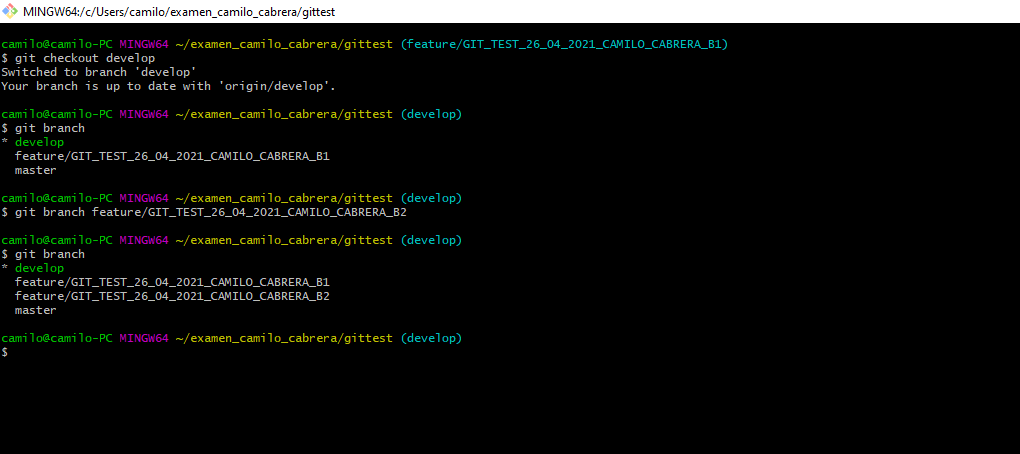 MINGW64:/c/Users/camilo/examen_camilo_cabrera/gittest
camilo@camilo-PC MINGW64 ~/examen_camilo_cabrera/gittest (feature/GIT_TEST_26_04_2021_CAMILO_CABRERA_B1)
$ git checkout develop
Switched to branch 'develop'
Your branch is up to date with 'origin/develop'.
camilo@camilo-PC MINGW64 ~/examen_camilo_cabrera/gittest (develop)
$ git branch
* develop
  feature/GIT_TEST_26_04_2021_CAMILO_CABRERA_B1
  master
camilo@camilo-PC MINGW64 ~/examen_camilo_cabrera/gittest (develop)
$ git branch feature/GIT_TEST_26_04_2021_CAMILO_CABRERA_B2
camilo@camilo-PC MINGW64 ~/examen_camilo_cabrera/gittest (develop)
$ git branch
* develop
  feature/GIT_TEST_26_04_2021_CAMILO_CABRERA_B1
  feature/GIT_TEST_26_04_2021_CAMILO_CABRERA_B2
  master
camilo@camilo-PC MINGW64 ~/examen_camilo_cabrera/gittest (develop)
$